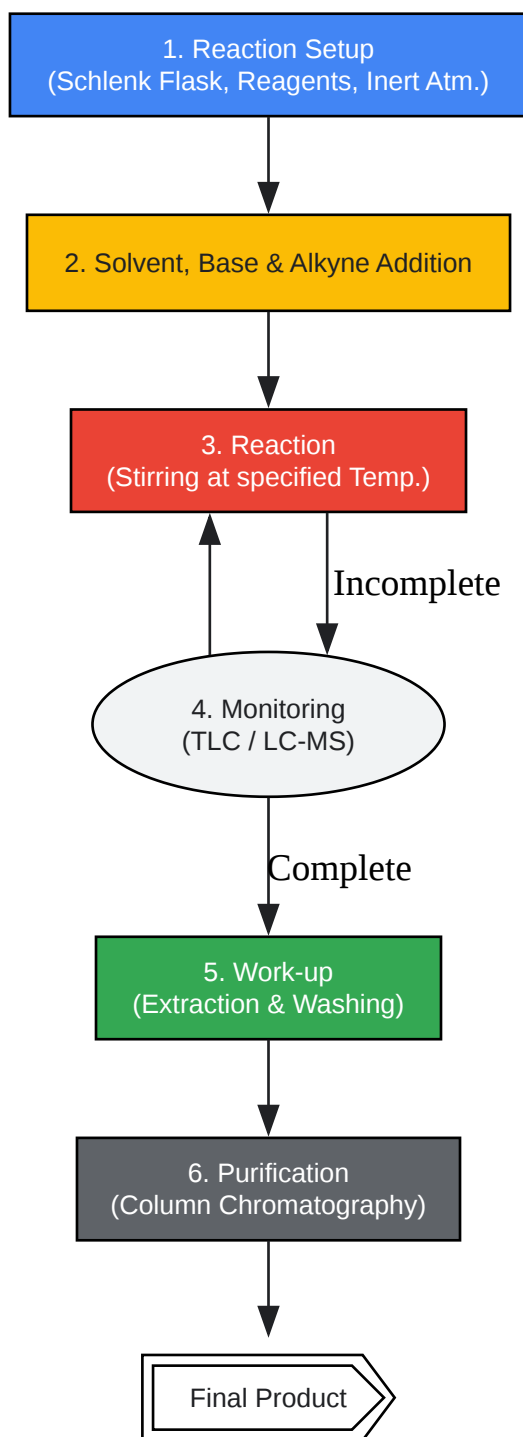 1. Reaction Setup
(Schlenk Flask, Reagents, Inert Atm.)
2. Solvent, Base & Alkyne Addition
3. Reaction
(Stirring at specified Temp.)
Incomplete
4. Monitoring
(TLC / LC-MS)
Complete
5. Work-up
(Extraction & Washing)
6. Purification
(Column Chromatography)
Final Product